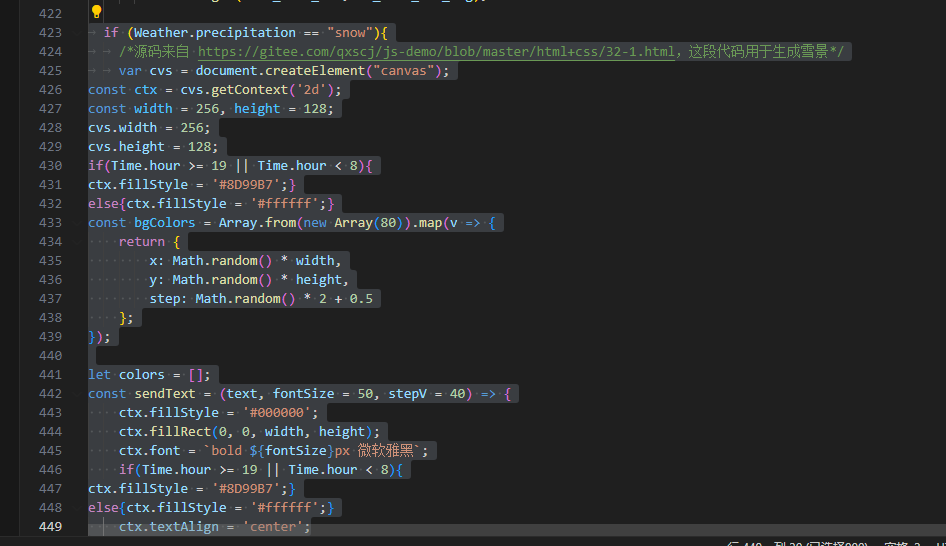 422
423 if (Weather.precipitation == "snow"){
424 /*源码来自 https://gitee.com/qxscj/js-demo/blob/master/html+css/32-1.html，这段代码用于生成雪景*/
425 var cvs = document.createElement("canvas");
426 const ctx = cvs.getContext('2d');
427 const width = 256, height = 128;
428 cvs.width = 256;
429 cvs.height = 128;
430 if(Time.hour >= 19 || Time.hour < 8){
431 ctx.fillStyle = '#8D99B7';}
432 else{ctx.fillStyle = '#ffffff';}
433 const bgColors = Array.from(new Array(80)).map(v => {
434 return {
435 x: Math.random() * width,
436 y: Math.random() * height,
437 step: Math.random() * 2 + 0.5
438 };
439 });
440
441 let colors = [];
442 const sendText = (text, fontSize = 50, stepV = 40) => {
443 ctx.fillStyle = '#000000';
444 ctx.fillRect(0, 0, width, height);
445 ctx.font = `bold ${fontSize}px 微软雅黑`;
446 if(Time.hour >= 19 || Time.hour < 8){
447 ctx.fillStyle = '#8D99B7';}
448 else{ctx.fillStyle = '#ffffff';}
449 ctx.textAlign = 'center';